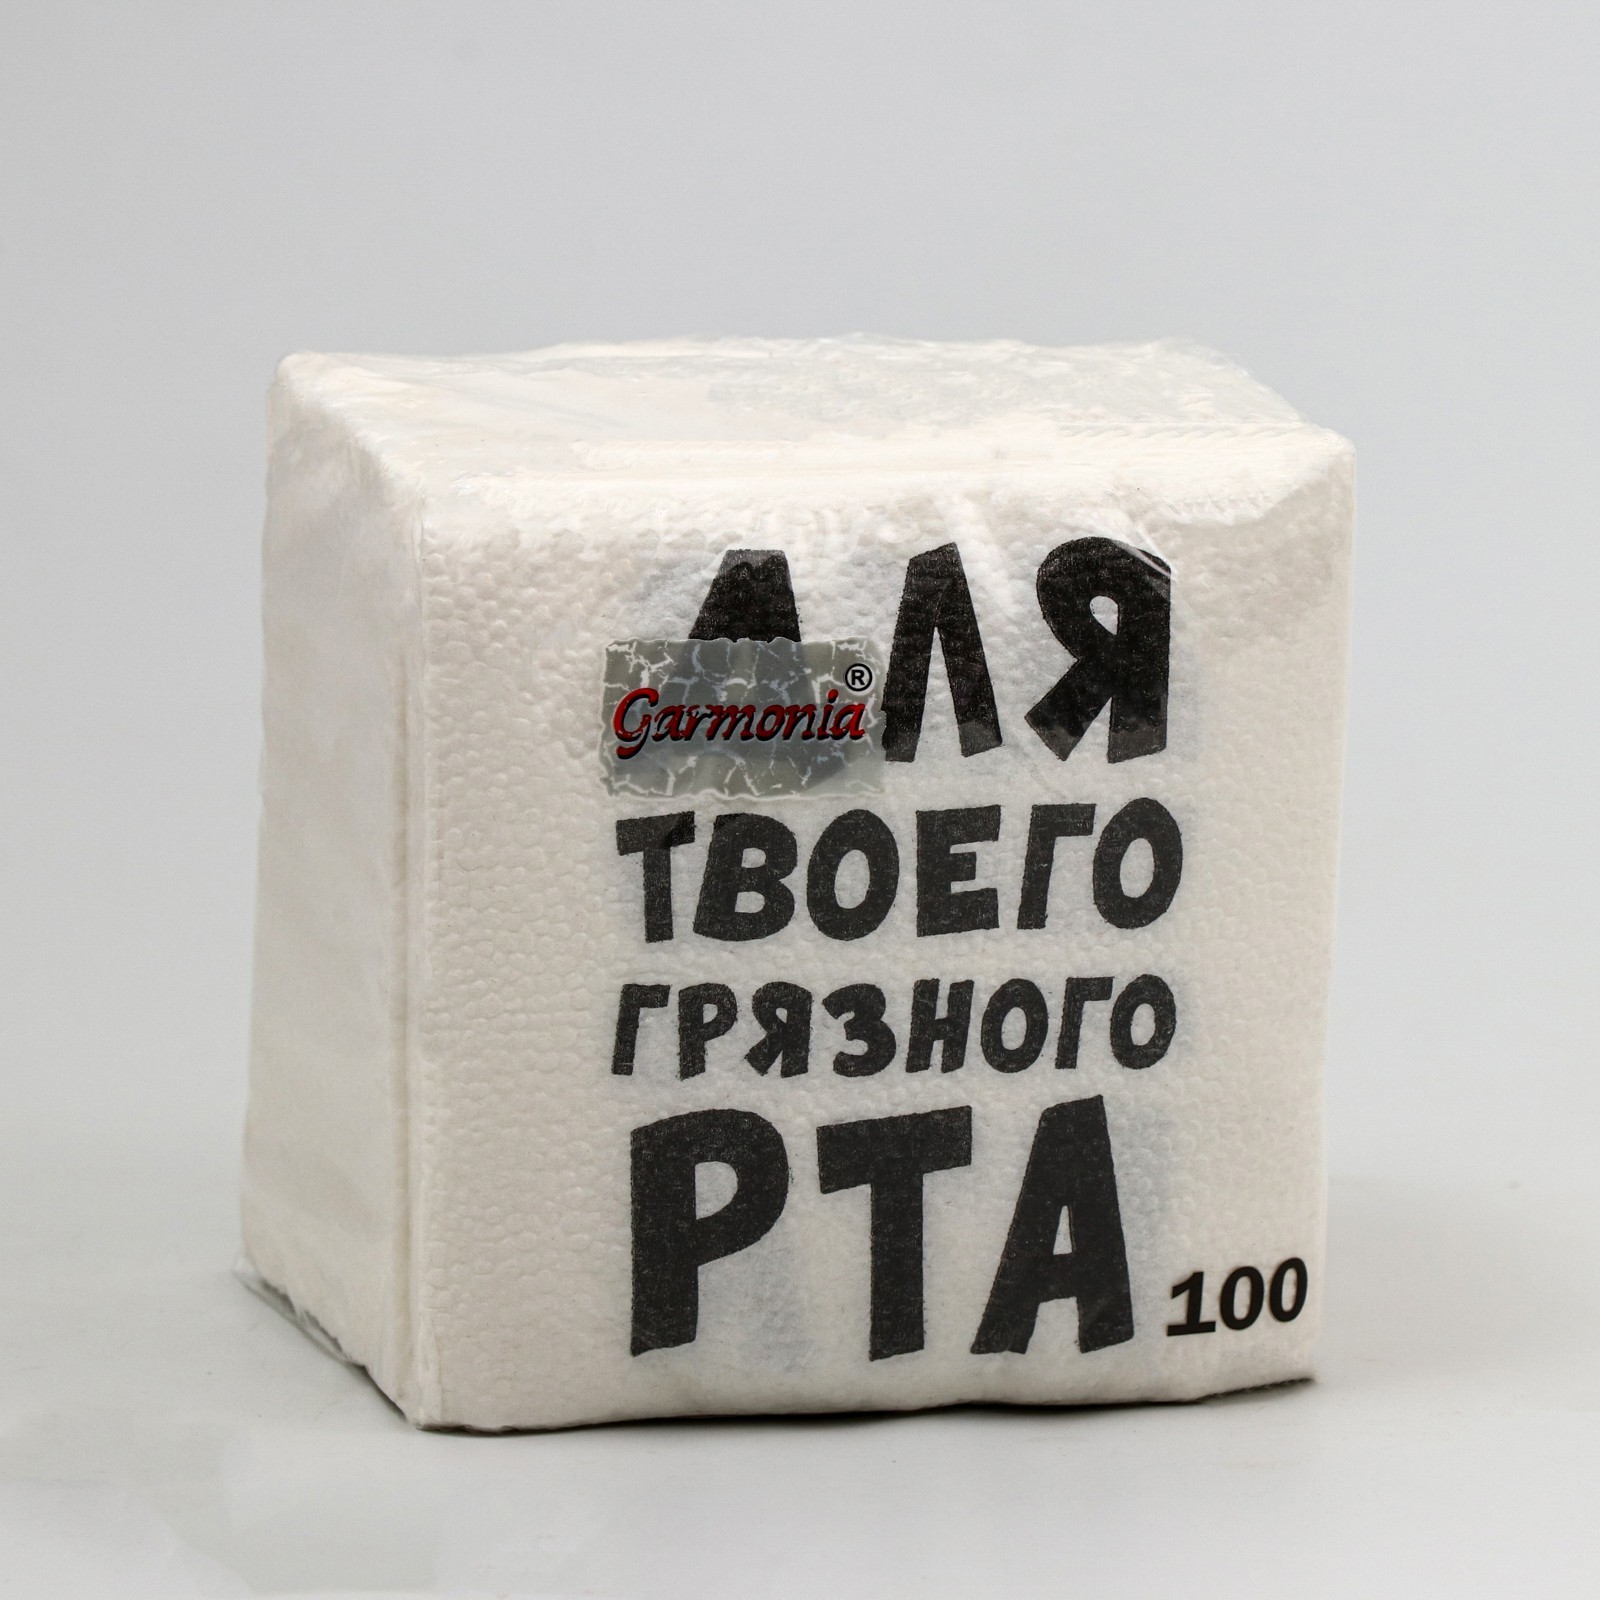 ДЛЯ
Garmonia®
ТВОЕГО
ГРЯЗНОГО
РТА
100